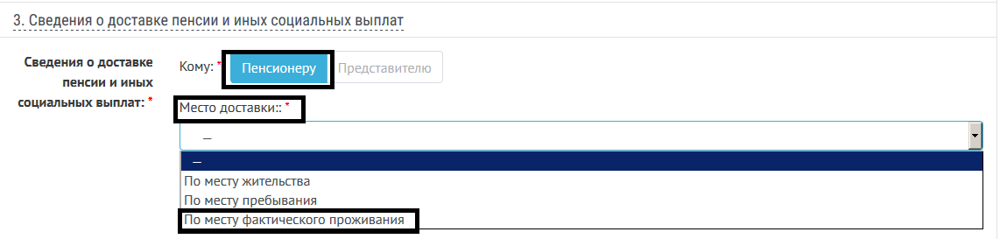 3. Сведения о доставке пенсии и иных социальных выплат
Сведения о доставке пенсии и иных социальных выплат: *
Кому: * Пенсионеру Представителю
Место доставки:: *
—
—
По месту жительства
По месту пребывания
По месту фактического проживания